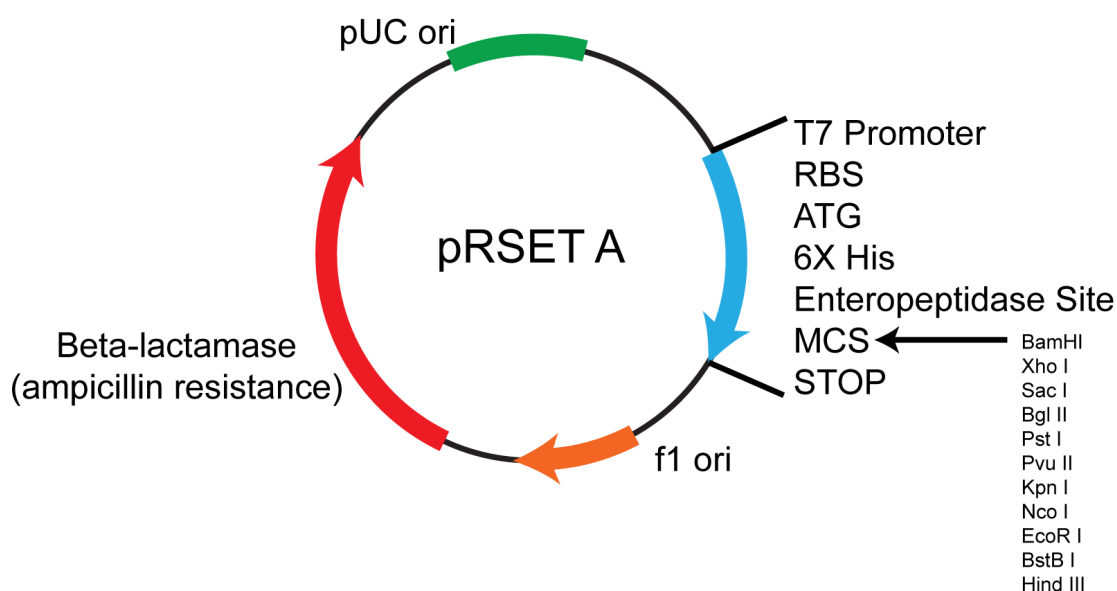 pUC ori
T7 Promoter
RBS
ATG
6X His
Enteropeptidase Site
MCS
STOP
pRSET A
Beta-lactamase
(ampicillin resistance)
f1 ori
BamHI
Xho I
Sac I
Bgl II
Pst I
Pvu II
Kpn I
Nco I
EcoR I
BstB I
Hind III